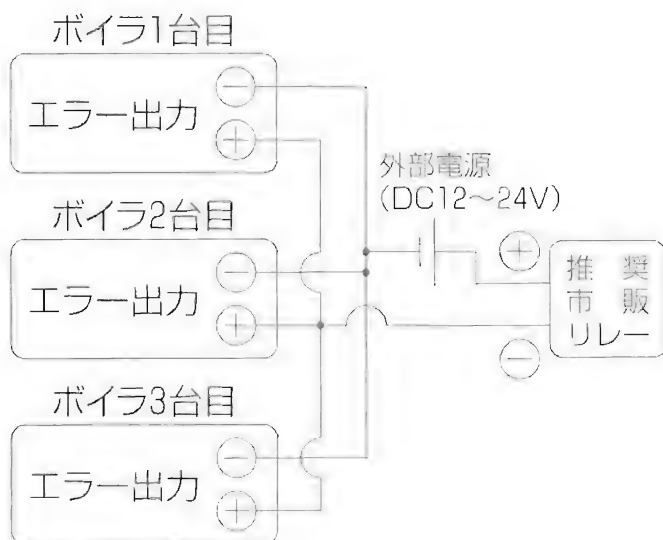 ボイラ1台目
エラー出力
⊖
⊕
外部電源
(DC12～24V)
ボイラ2台目
エラー出力
⊖
⊕
⊕
推奨
市販
リレー
⊖
ボイラ3台目
エラー出力
⊖
⊕